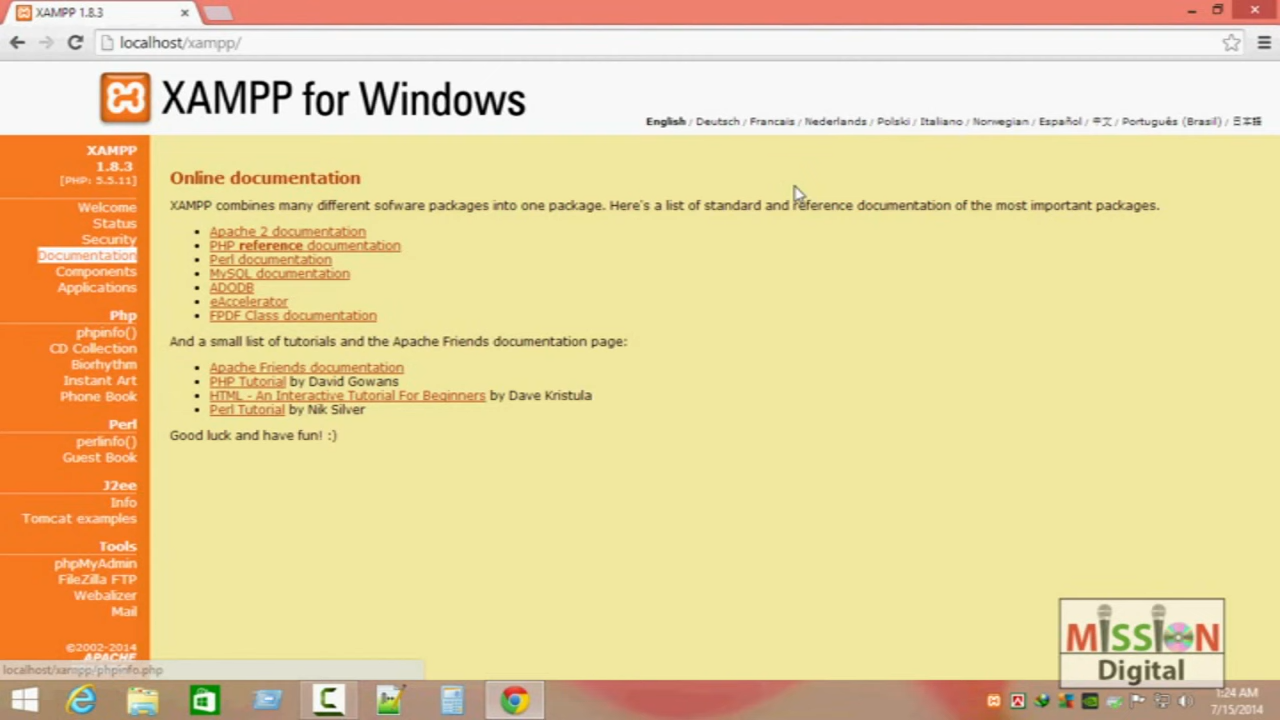 XAMPP 1.8.3
localhost/xampp/
XAMPP for Windows
English / Deutsch / Francais / Nederlands / Polski / Italiano / Norwegian / Español / 中文 / Português (Brasil) / 日本語
XAMPP
1.8.3
[PHP: 5.5.11]
Welcome
Status
Security
Documentation
Components
Applications
Php
phpinfo()
CD Collection
Biorhythm
Instant Art
Phone Book
Perl
perlinfo()
Guest Book
J2ee
Info
Tomcat examples
Tools
phpMyAdmin
FileZilla FTP
Webalizer
Mail
©2002-2014
APACHE
Online documentation
XAMPP combines many different sofware packages into one package. Here's a list of standard and reference documentation of the most important packages.
Apache 2 documentation
PHP reference documentation
Perl documentation
MySQL documentation
ADODB
eAccelerator
FPDF Class documentation
And a small list of tutorials and the Apache Friends documentation page:
Apache Friends documentation
PHP Tutorial by David Gowans
HTML - An Interactive Tutorial For Beginners by Dave Kristula
Perl Tutorial by Nik Silver
Good luck and have fun! :)
localhost/xampp/phpinfo.php
MISSION
Digital
1:24 AM
7/15/2014